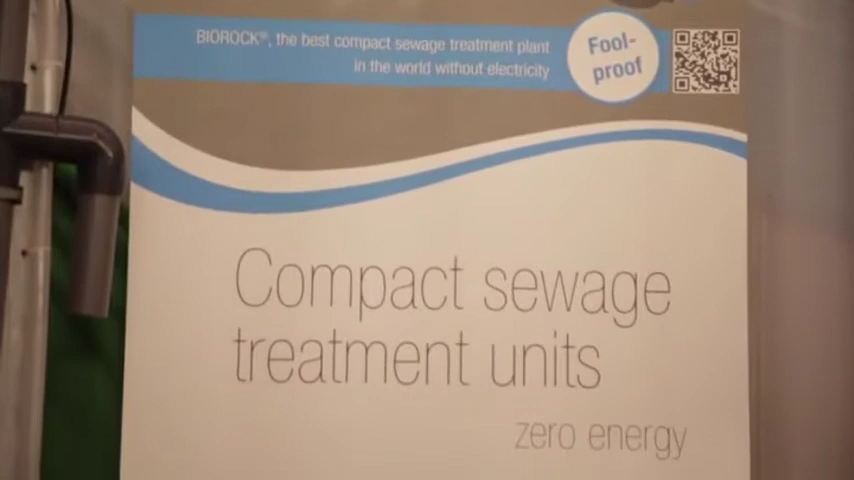 BIOROCK®, the best compact sewage treatment plant
in the world without electricity
Fool-
proof
Compact sewage
treatment units
zero energy